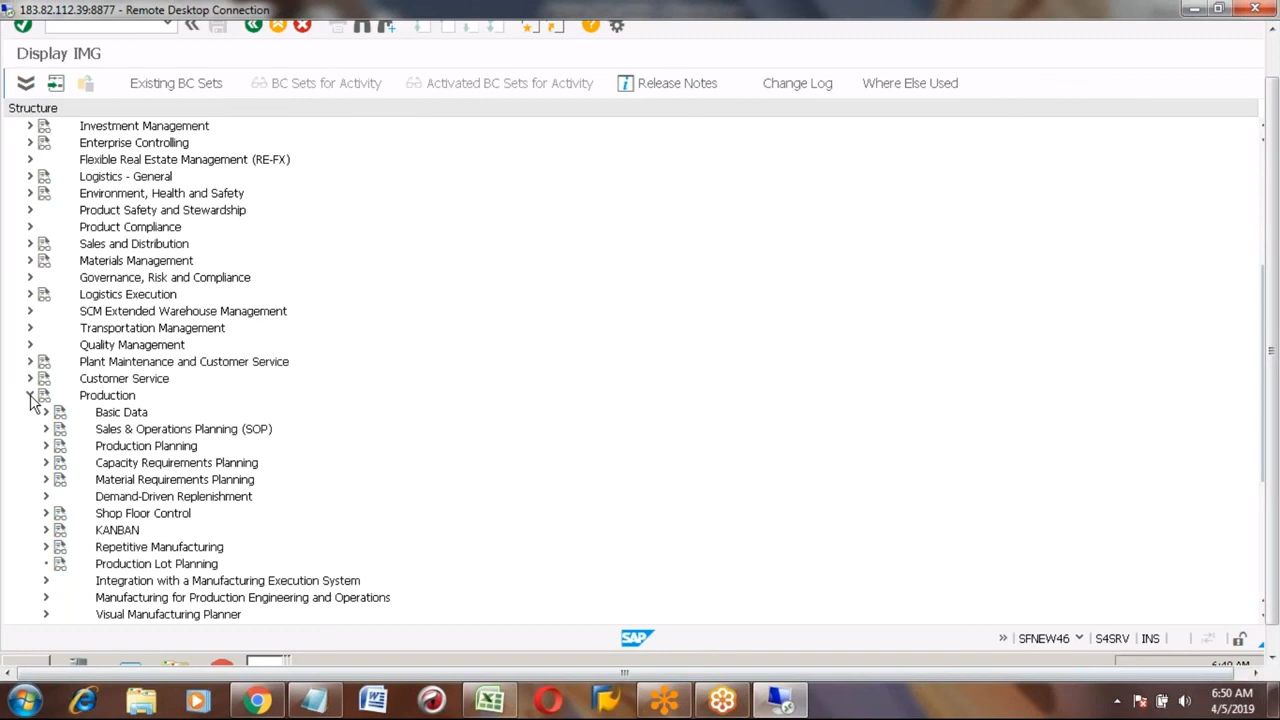 183.82.112.39:8877 - Remote Desktop Connection
Display IMG
Existing BC Sets
BC Sets for Activity
Activated BC Sets for Activity
Release Notes
Change Log
Where Else Used
Structure
Investment Management
Enterprise Controlling
Flexible Real Estate Management (RE-FX)
Logistics - General
Environment, Health and Safety
Product Safety and Stewardship
Product Compliance
Sales and Distribution
Materials Management
Governance, Risk and Compliance
Logistics Execution
SCM Extended Warehouse Management
Transportation Management
Quality Management
Plant Maintenance and Customer Service
Customer Service
Production
Basic Data
Sales & Operations Planning (SOP)
Production Planning
Capacity Requirements Planning
Material Requirements Planning
Demand-Driven Replenishment
Shop Floor Control
KANBAN
Repetitive Manufacturing
Production Lot Planning
Integration with a Manufacturing Execution System
Manufacturing for Production Engineering and Operations
Visual Manufacturing Planner
SAP
SFNEW46
S4SRV
INS
6:50 AM
4/5/2019